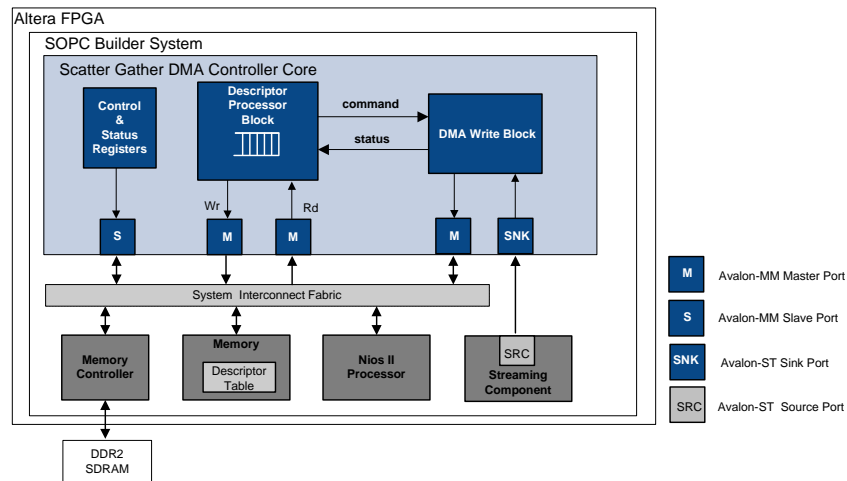 Altera FPGA
SOPC Builder System
Scatter Gather DMA Controller Core
Control
&
Status
Registers
Descriptor
Processor
Block
command
status
DMA Write Block
Wr
Rd
S
M
M
M
SNK
System Interconnect Fabric
Memory
Controller
Memory
Descriptor
Table
Nios II
Processor
SRC
Streaming
Component
DDR2
SDRAM
M
Avalon-MM Master Port
S
Avalon-MM Slave Port
SNK
Avalon-ST Sink Port
SRC
Avalon-ST Source Port